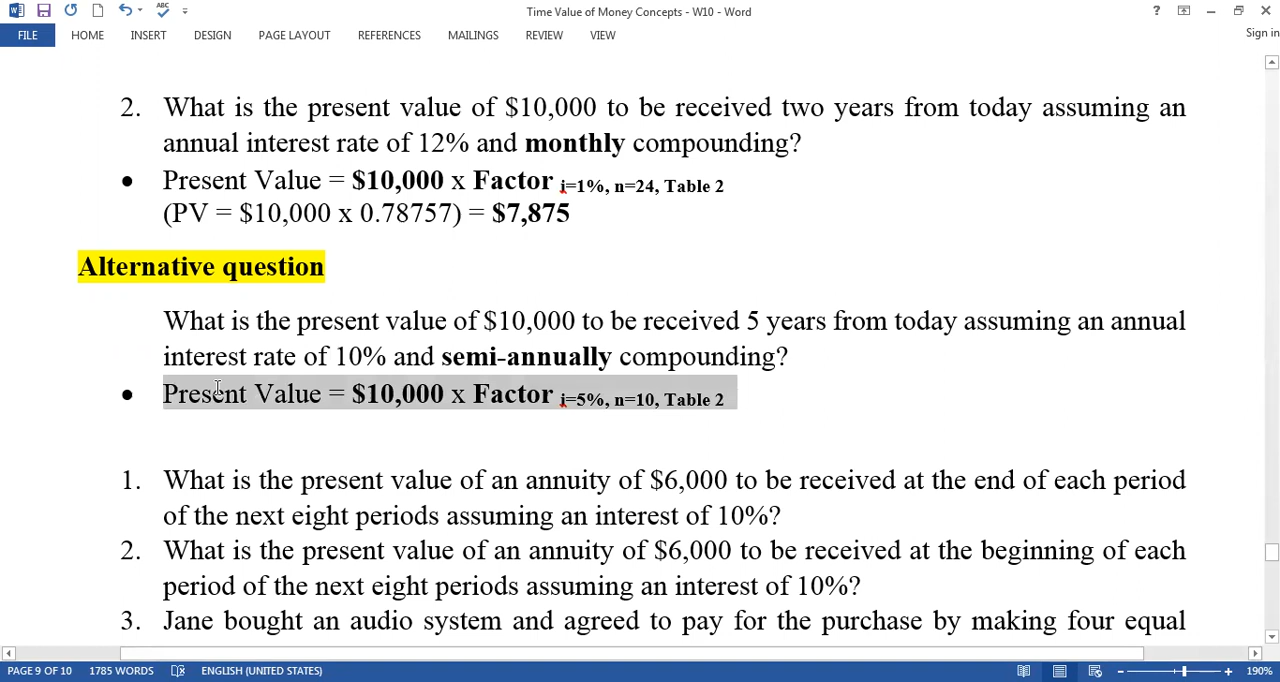 Time Value of Money Concepts - W10 - Word
Sign in
FILE HOME INSERT DESIGN PAGE LAYOUT REFERENCES MAILINGS REVIEW VIEW
2. What is the present value of $10,000 to be received two years from today assuming an
annual interest rate of 12% and monthly compounding?
• Present Value = $10,000 x Factor i=1%, n=24, Table 2
(PV = $10,000 x 0.78757) = $7,875
Alternative question
What is the present value of $10,000 to be received 5 years from today assuming an annual
interest rate of 10% and semi-annually compounding?
• Present Value = $10,000 x Factor i=5%, n=10, Table 2
1. What is the present value of an annuity of $6,000 to be received at the end of each period
of the next eight periods assuming an interest of 10%?
2. What is the present value of an annuity of $6,000 to be received at the beginning of each
period of the next eight periods assuming an interest of 10%?
3. Jane bought an audio system and agreed to pay for the purchase by making four equal
PAGE 9 OF 10 1785 WORDS ENGLISH (UNITED STATES) 190%